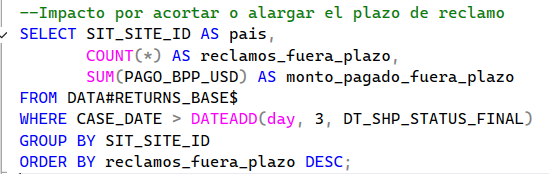 --Impacto por acortar o alargar el plazo de reclamo
SELECT SIT_SITE_ID AS pais,
COUNT(*) AS reclamos_fuera_plazo,
SUM(PAGO_BPP_USD) AS monto_pagado_fuera_plazo
FROM DATA#RETURNS_BASE$
WHERE CASE_DATE > DATEADD(day, 3, DT_SHP_STATUS_FINAL)
GROUP BY SIT_SITE_ID
ORDER BY reclamos_fuera_plazo DESC;